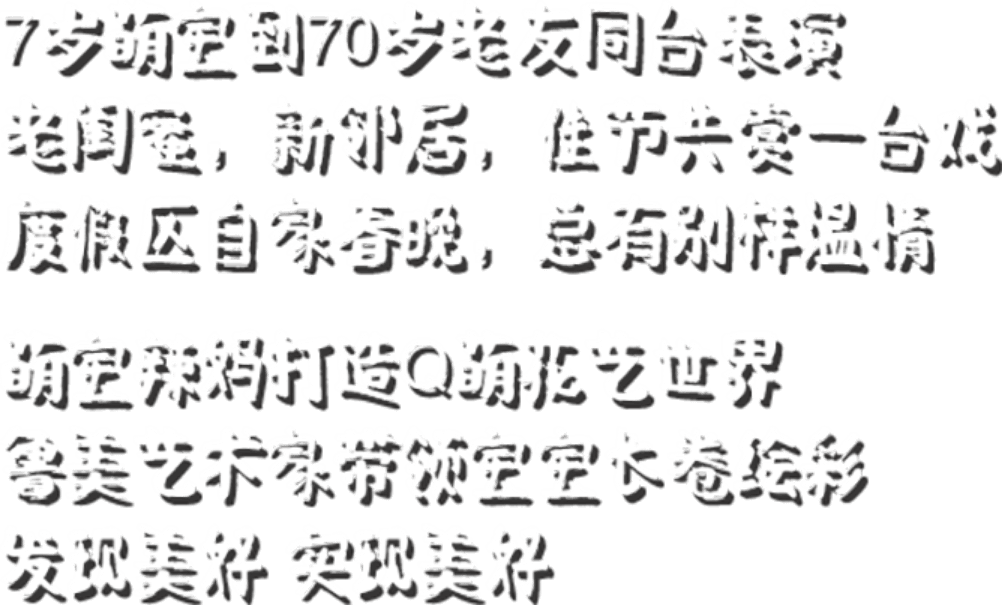 7岁萌宝到70岁老友同台表演
老闺蜜，新邻居，佳节共赏一台戏
度假区自家春晚，总有别样温情
萌宝辣妈打造Q萌纸艺世界
鲁美艺术家带领宝宝长卷绘彩
发现美好 实现美好